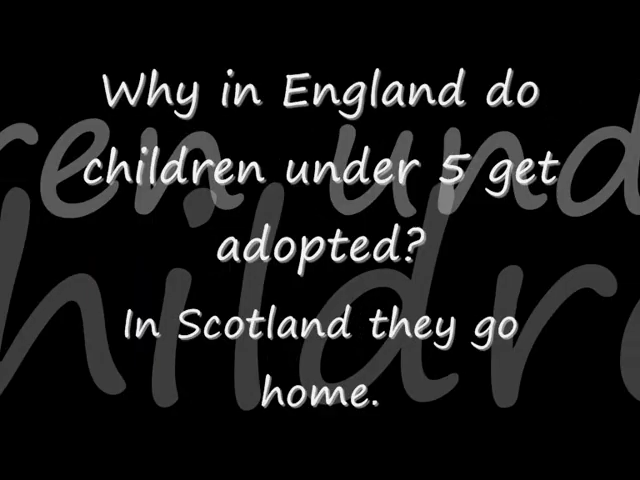 Why in England do
children under 5 get
adopted?
In Scotland they go
home.